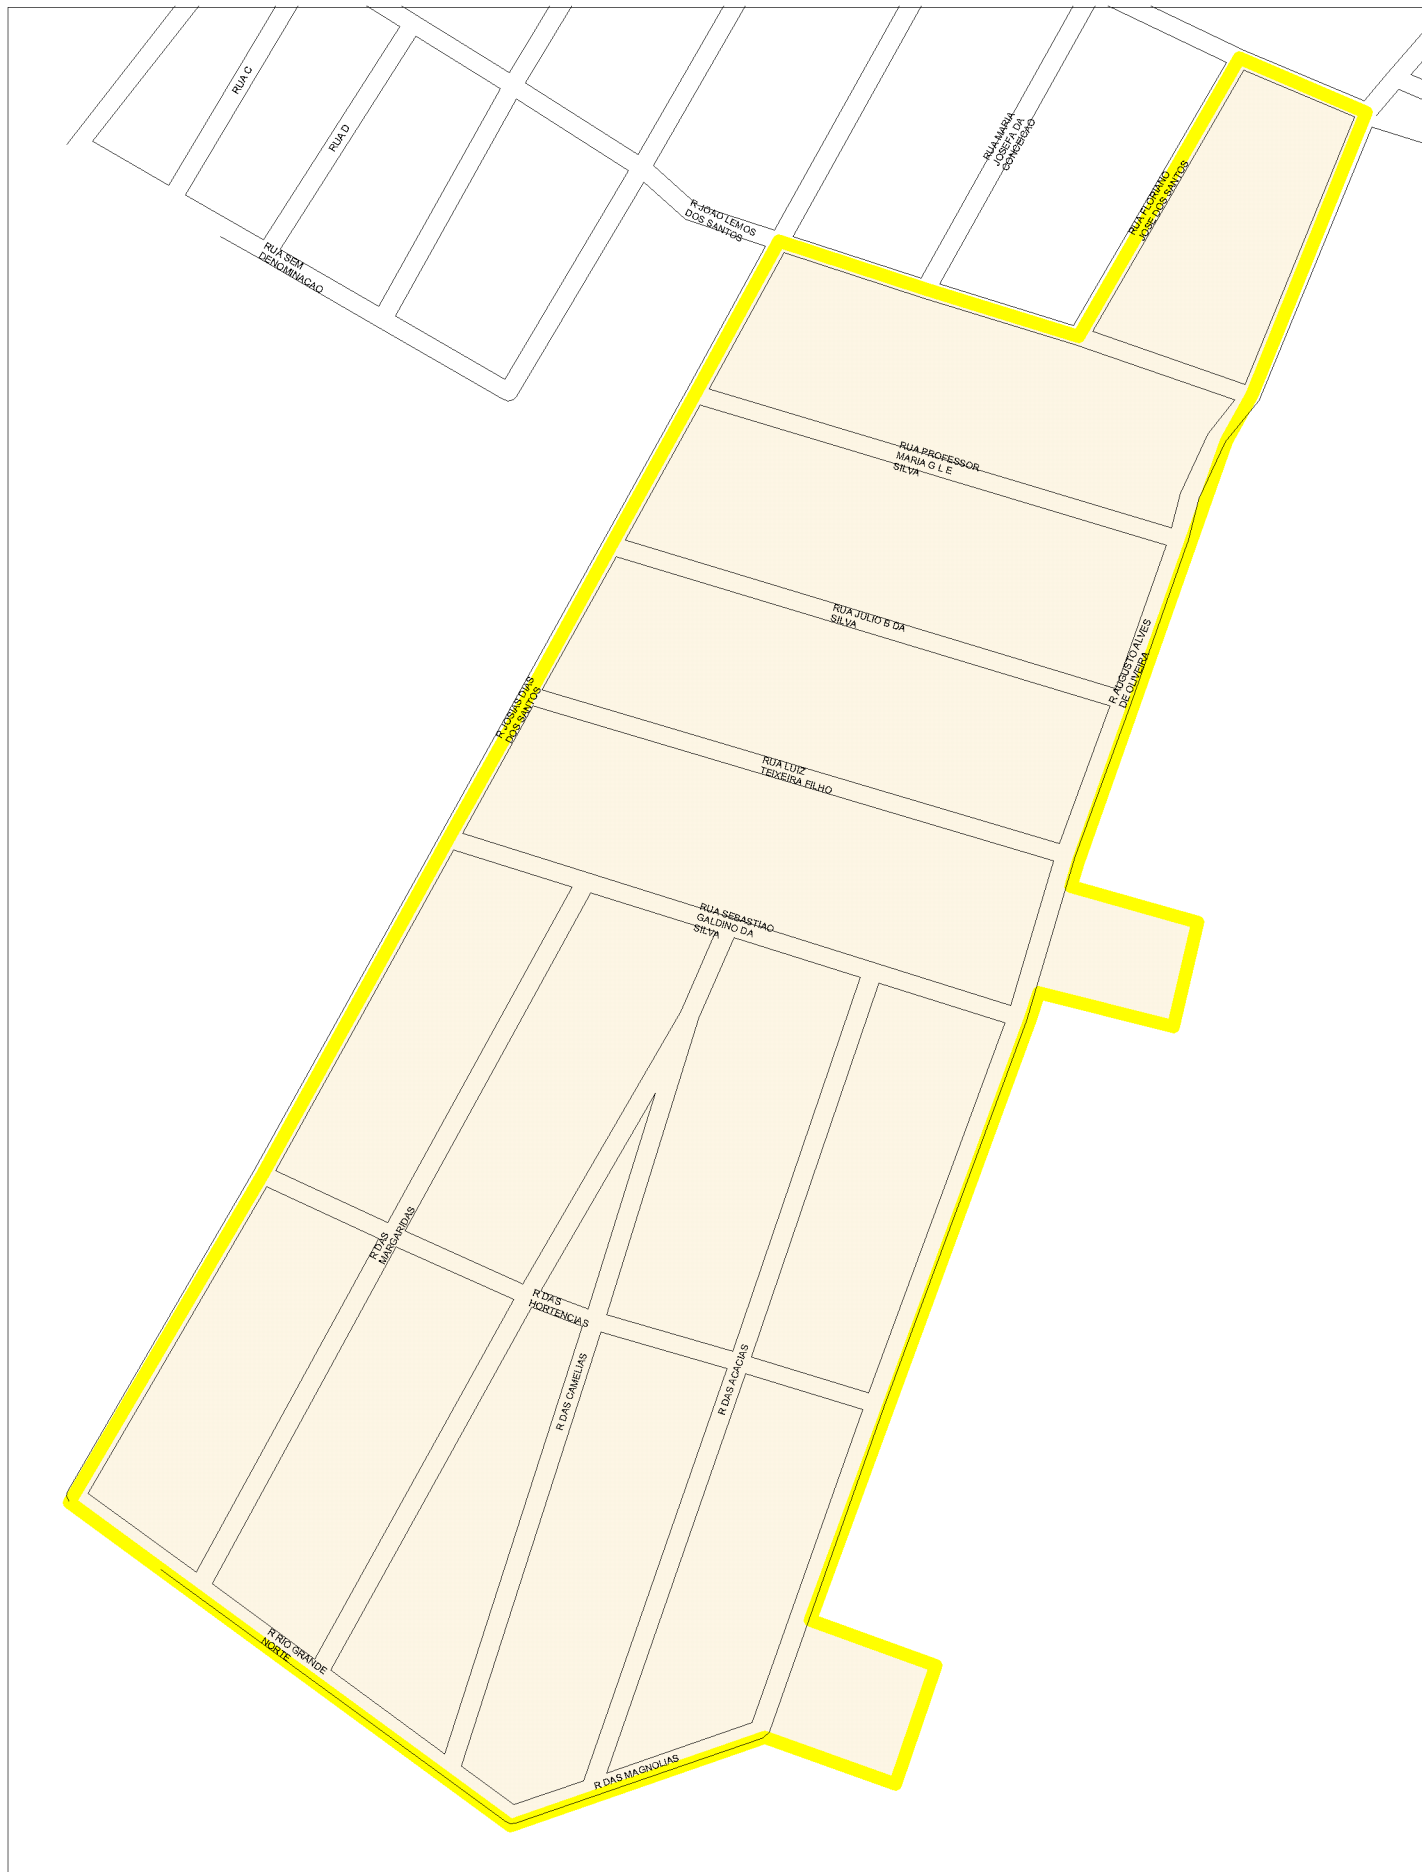 RUA C
RUA D
RUA SEM
DENOMINACAO
R JOAO LEMOS
DOS SANTOS
RUA MARIA
JOSEFA DA
CONCEICAO
RUA FLORIANO
JOSE DOS SANTOS
RUA PROFESSOR
MARIA G L E
SILVA
RUA JULIO B DA
SILVA
R AUGUSTO ALVES
DE OLIVEIRA
R JOSIAS DIAS
DOS SANTOS
RUA LUIZ
TEIXEIRA FILHO
RUA SEBASTIAO
GALDINO DA
SILVA
R DAS
MARGARIDAS
R DAS
HORTENCIAS
R DAS CAMELIAS
R DAS ACACIAS
R RIO GRANDE
NORTE
R DAS MAGNOLIAS